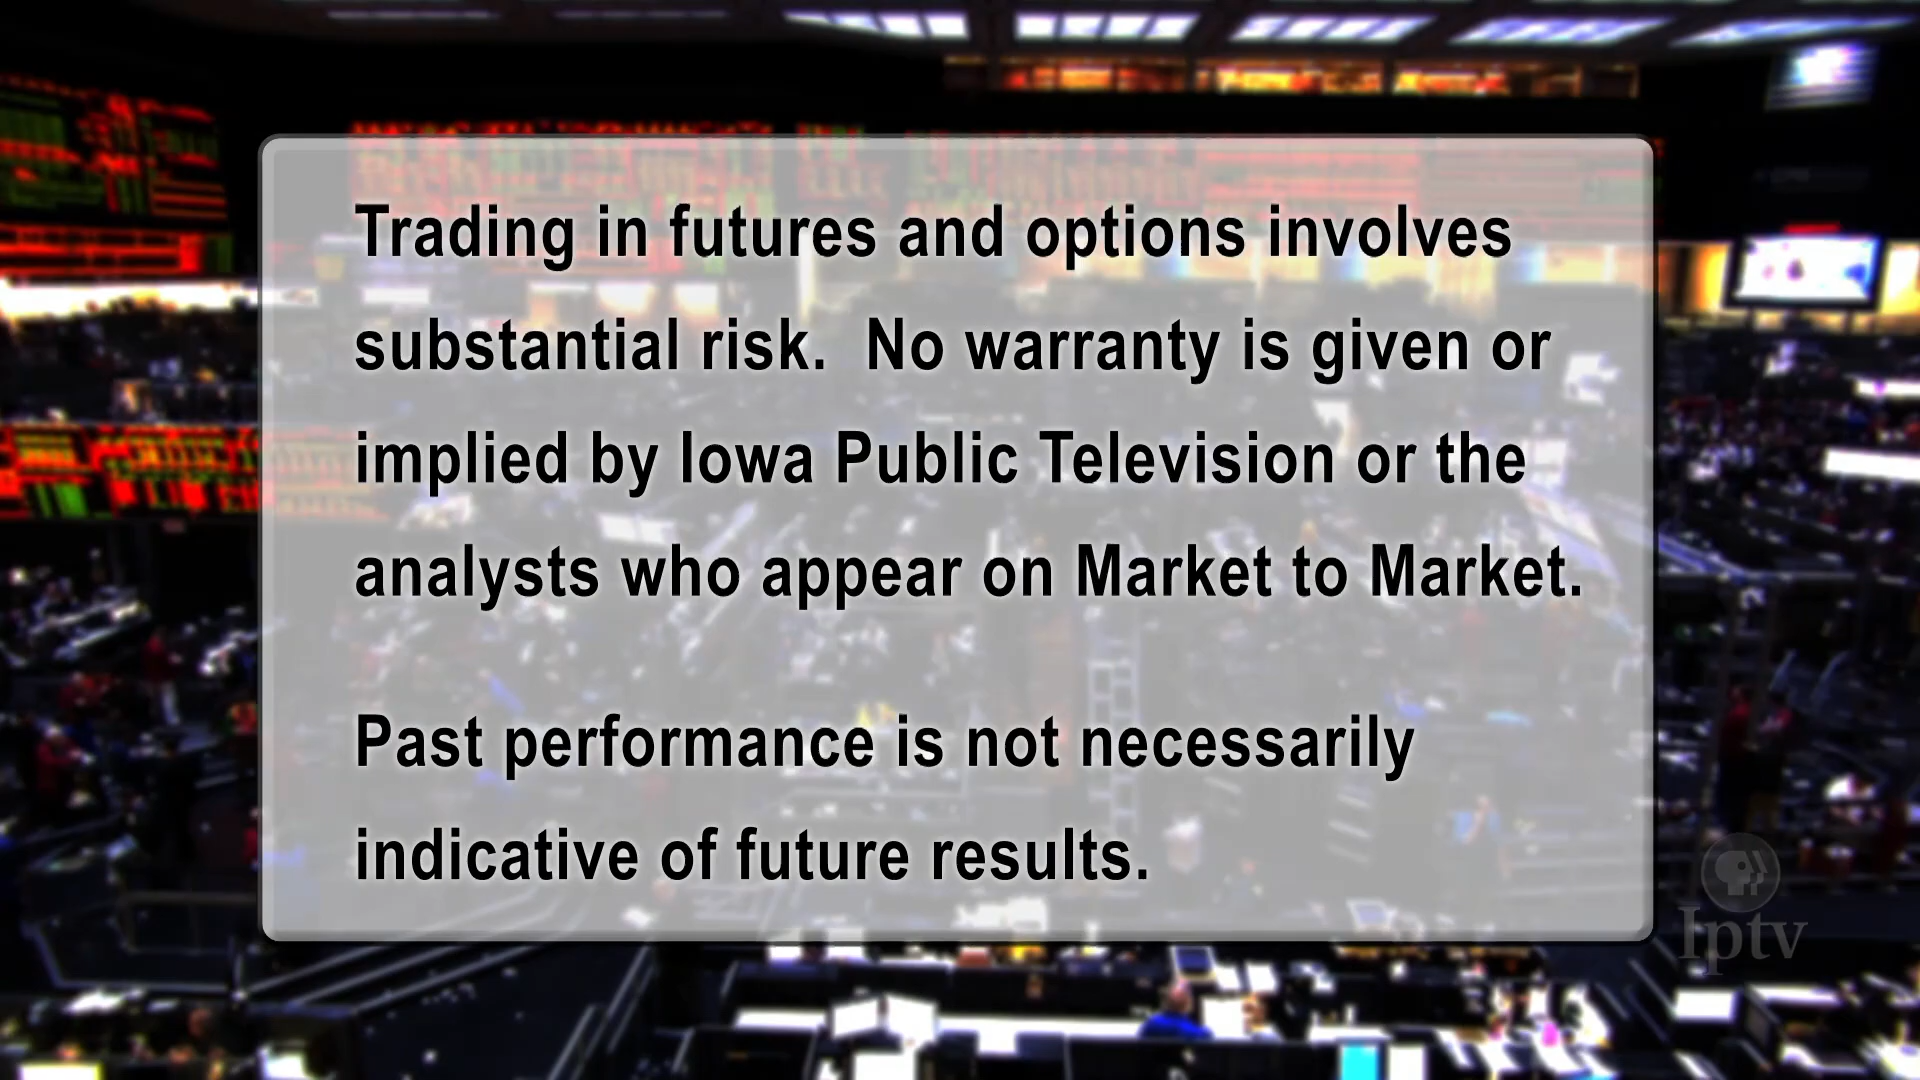 Trading in futures and options involves
substantial risk.  No warranty is given or
implied by Iowa Public Television or the
analysts who appear on Market to Market.
Past performance is not necessarily
indicative of future results.
Iptv